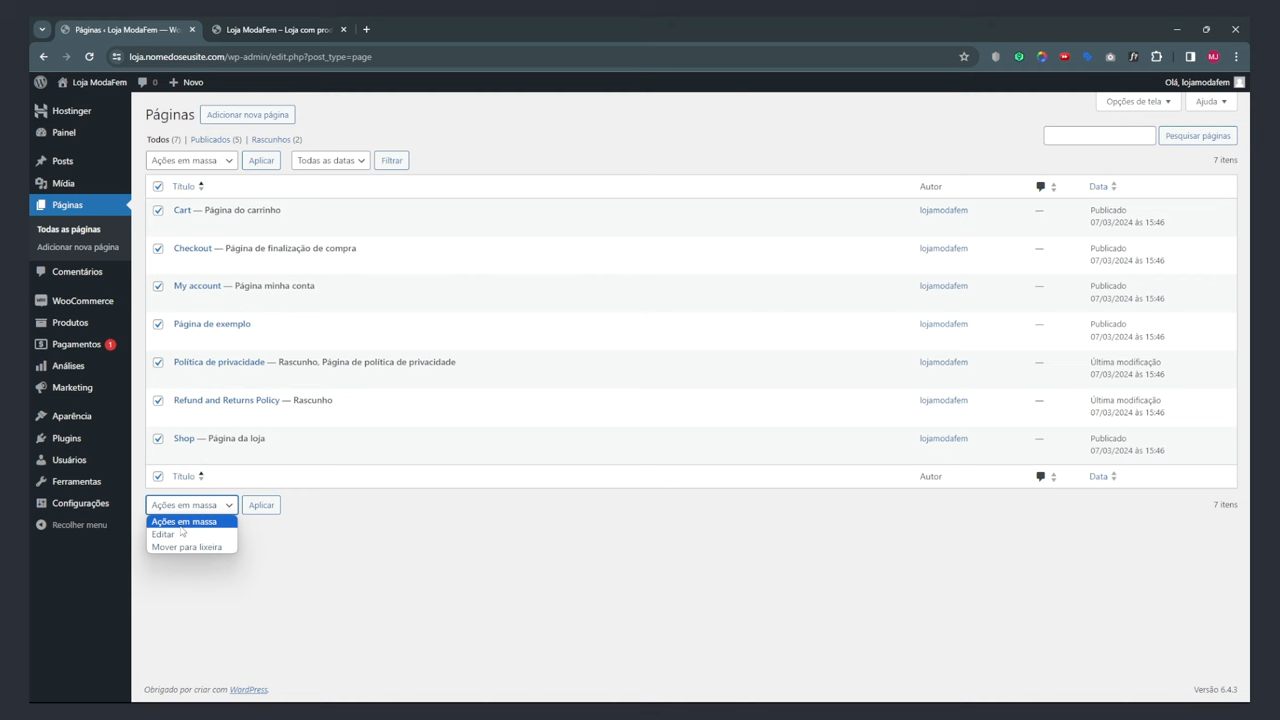 Páginas ‹ Loja ModaFem — Wo
Loja ModaFem – Loja com prod
loja.nomedoseusite.com/wp-admin/edit.php?post_type=page
MJ
Loja ModaFem
0
Novo
Olá, lojamodafem
Hostinger
Painel
Posts
Mídia
Páginas
Todas as páginas
Adicionar nova página
Comentários
WooCommerce
Produtos
Pagamentos 1
Análises
Marketing
Aparência
Plugins
Usuários
Ferramentas
Configurações
Recolher menu
Páginas
Adicionar nova página
Opções de tela
Ajuda
Todos (7) | Publicados (5) | Rascunhos (2)
Pesquisar páginas
Ações em massa
Aplicar
Todas as datas
Filtrar
7 itens
Título
Autor
Data
Cart — Página do carrinho
lojamodafem
—
Publicado
07/03/2024 às 15:46
Checkout — Página de finalização de compra
lojamodafem
—
Publicado
07/03/2024 às 15:46
My account — Página minha conta
lojamodafem
—
Publicado
07/03/2024 às 15:46
Página de exemplo
lojamodafem
—
Publicado
07/03/2024 às 15:46
Política de privacidade — Rascunho, Página de política de privacidade
lojamodafem
—
Última modificação
07/03/2024 às 15:46
Refund and Returns Policy — Rascunho
lojamodafem
—
Última modificação
07/03/2024 às 15:46
Shop — Página da loja
lojamodafem
—
Publicado
07/03/2024 às 15:46
Título
Autor
Data
Ações em massa
Aplicar
7 itens
Ações em massa
Editar
Mover para lixeira
Obrigado por criar com WordPress.
Versão 6.4.3